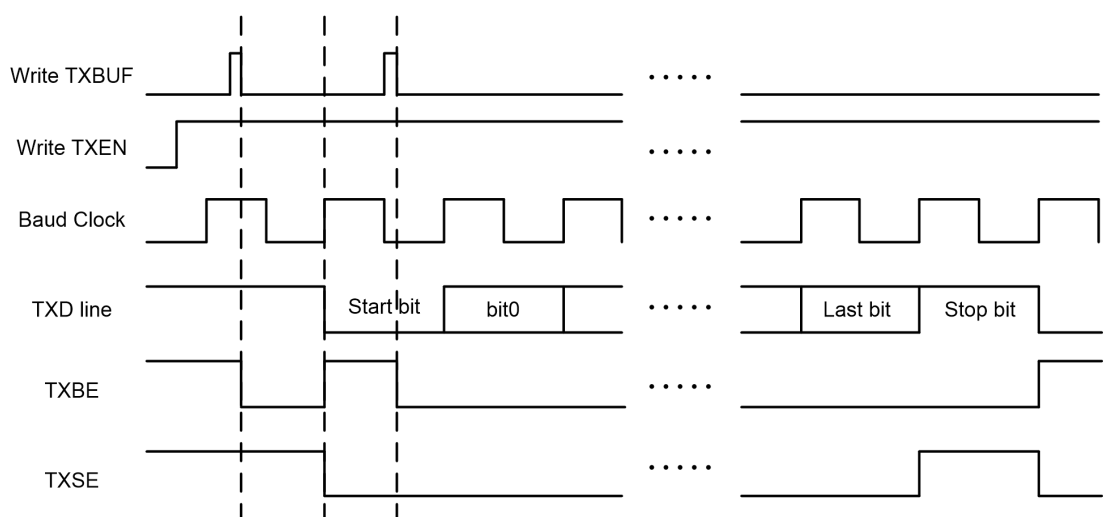 Write TXBUF
Write TXEN
Baud Clock
TXD line
Start bit
bit0
Last bit
Stop bit
TXBE
TXSE